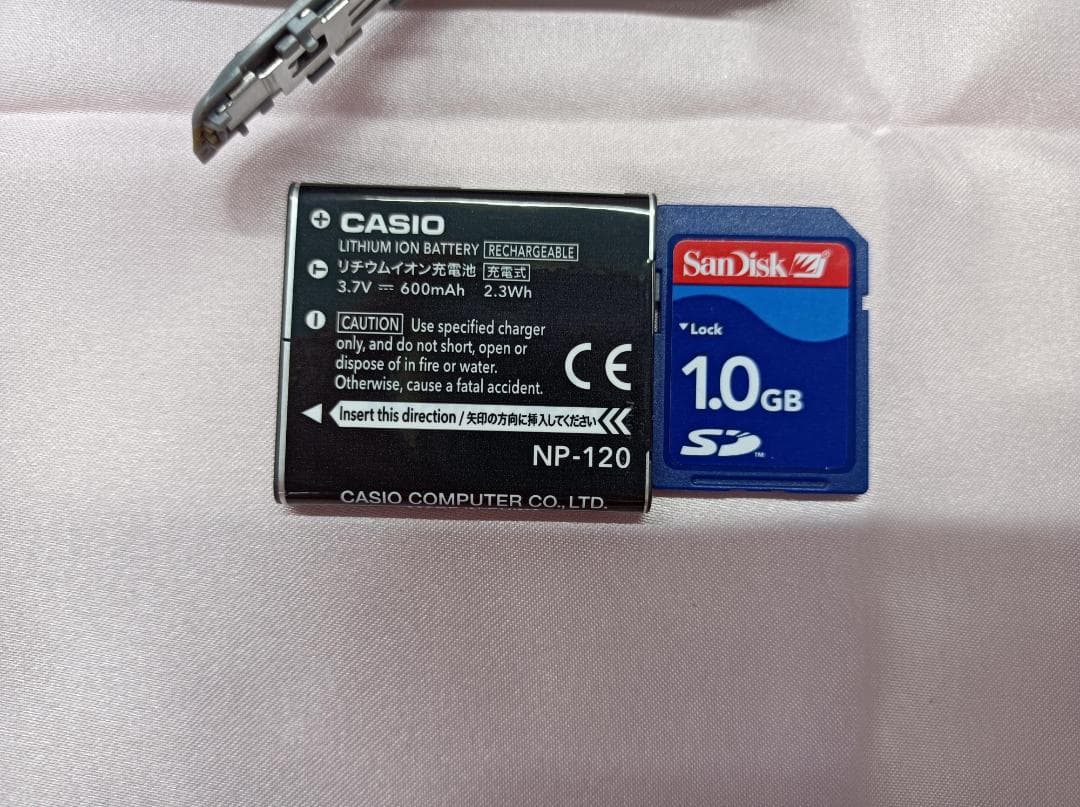 CASIO
LITHIUM ION BATTERY RECHARGEABLE
リチウムイオン充電池 充電式
3.7V ⎓ 600mAh 2.3Wh
CAUTION Use specified charger
only, and do not short, open or
dispose of in fire or water.
Otherwise, cause a fatal accident.
CE
Insert this direction / 矢印の方向に挿入してください
NP-120
CASIO COMPUTER CO., LTD.
SanDisk
Lock
1.0GB
SD™